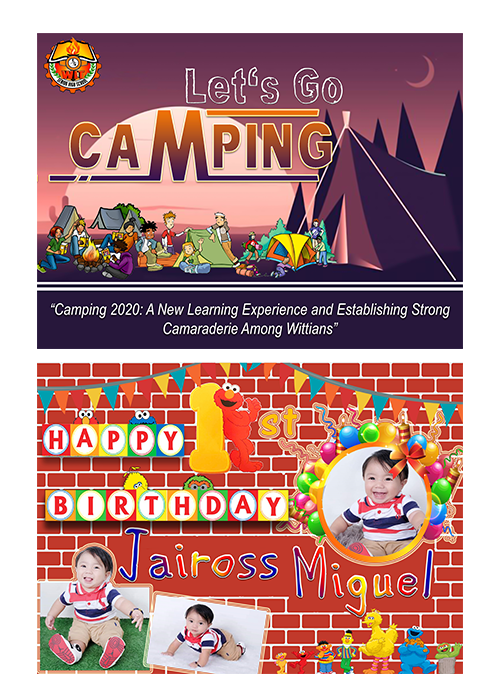 Let's Go
CAMPING
"Camping 2020: A New Learning Experience and Establishing Strong
Camaraderie Among Wittians"
HAPPY 1st
BIRTHDAY
Jaiross Miguel